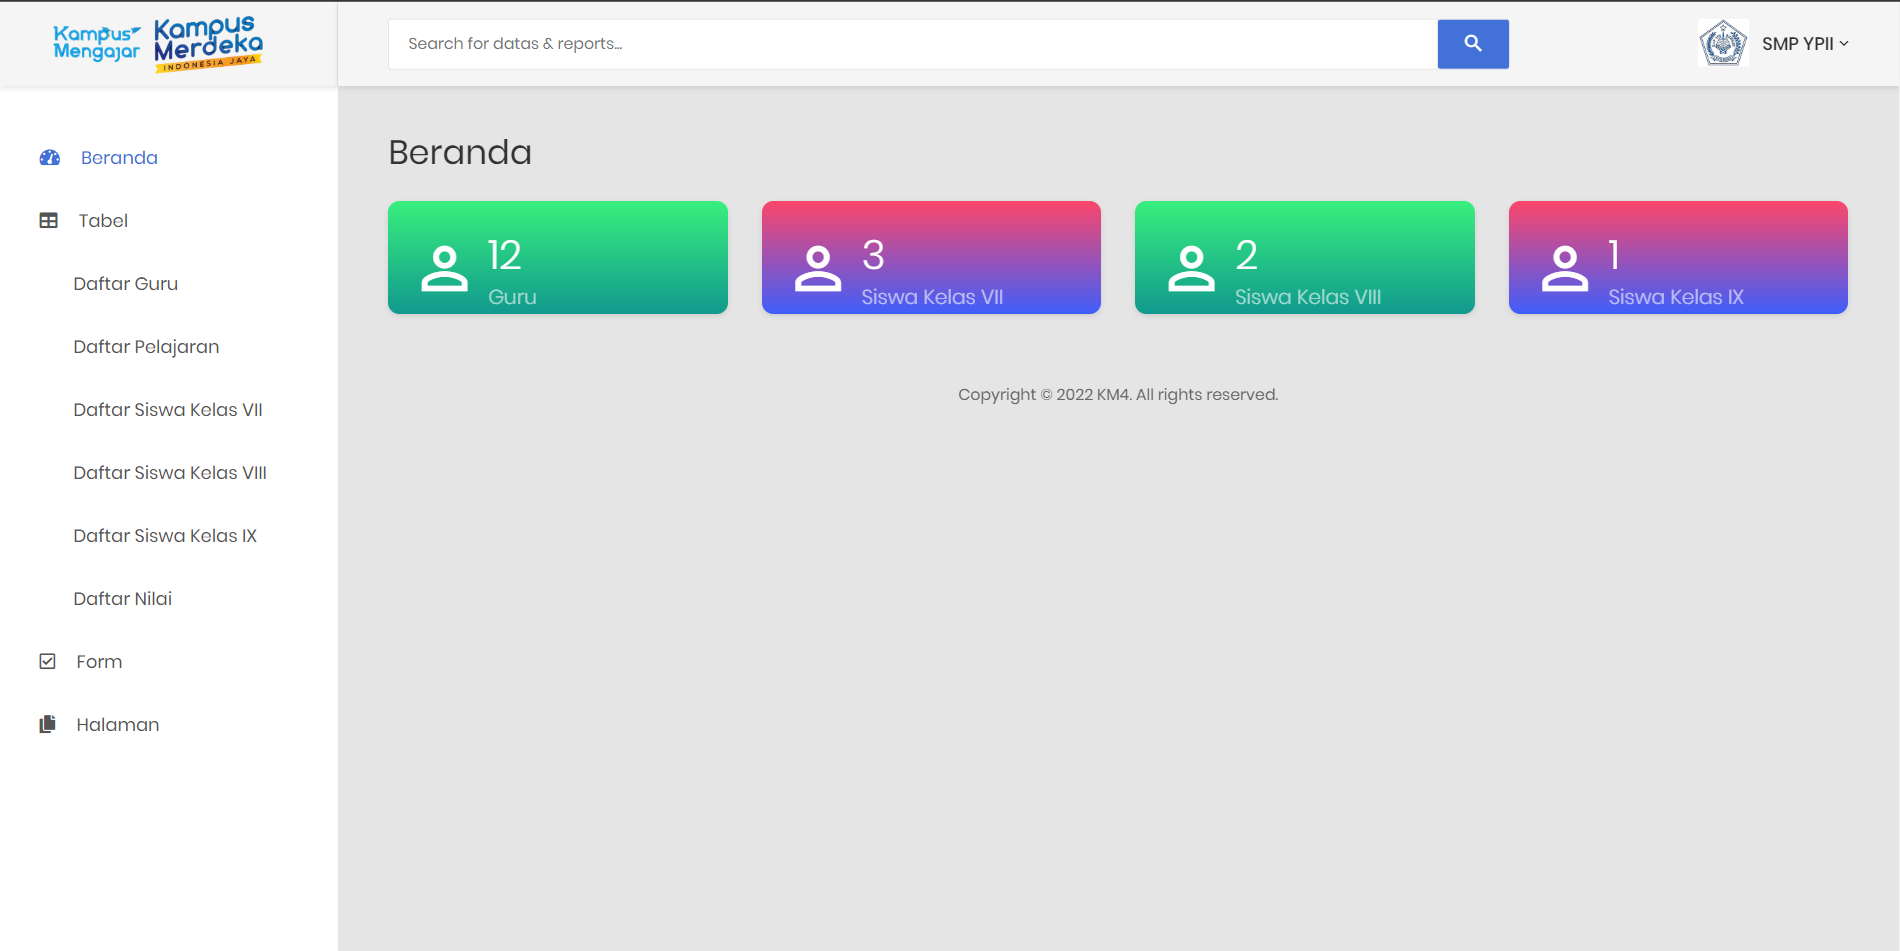 Kampus
Mengajar
Kampus
Merdeka
INDONESIA JAYA
Search for datas & reports...
SMP YPII
Beranda
Tabel
Daftar Guru
Daftar Pelajaran
Daftar Siswa Kelas VII
Daftar Siswa Kelas VIII
Daftar Siswa Kelas IX
Daftar Nilai
Form
Halaman
Beranda
12
Guru
3
Siswa Kelas VII
2
Siswa Kelas VIII
1
Siswa Kelas IX
Copyright © 2022 KM4. All rights reserved.